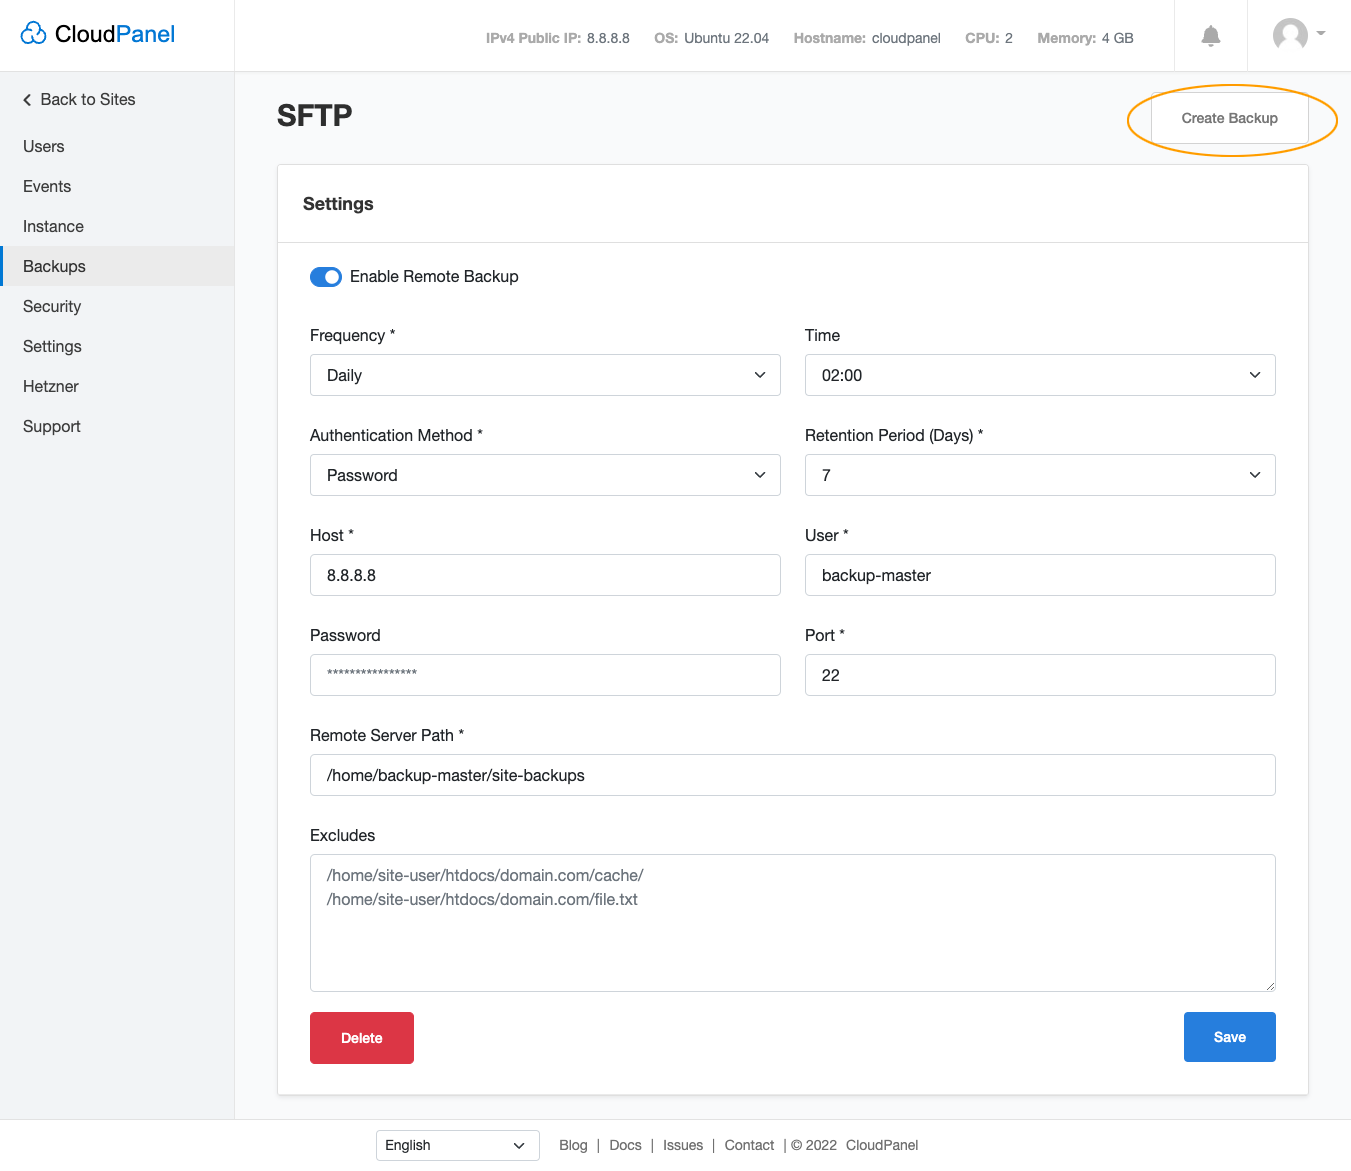 CloudPanel
IPv4 Public IP: 8.8.8.8 OS: Ubuntu 22.04 Hostname: cloudpanel CPU: 2 Memory: 4 GB
Back to Sites
Users
Events
Instance
Backups
Security
Settings
Hetzner
Support
SFTP
Create Backup
Settings
Enable Remote Backup
Frequency * Time
Daily 02:00
Authentication Method * Retention Period (Days) *
Password 7
Host * User *
8.8.8.8 backup-master
Password Port *
**************** 22
Remote Server Path *
/home/backup-master/site-backups
Excludes
/home/site-user/htdocs/domain.com/cache/
/home/site-user/htdocs/domain.com/file.txt
Delete Save
English Blog | Docs | Issues | Contact | © 2022 CloudPanel